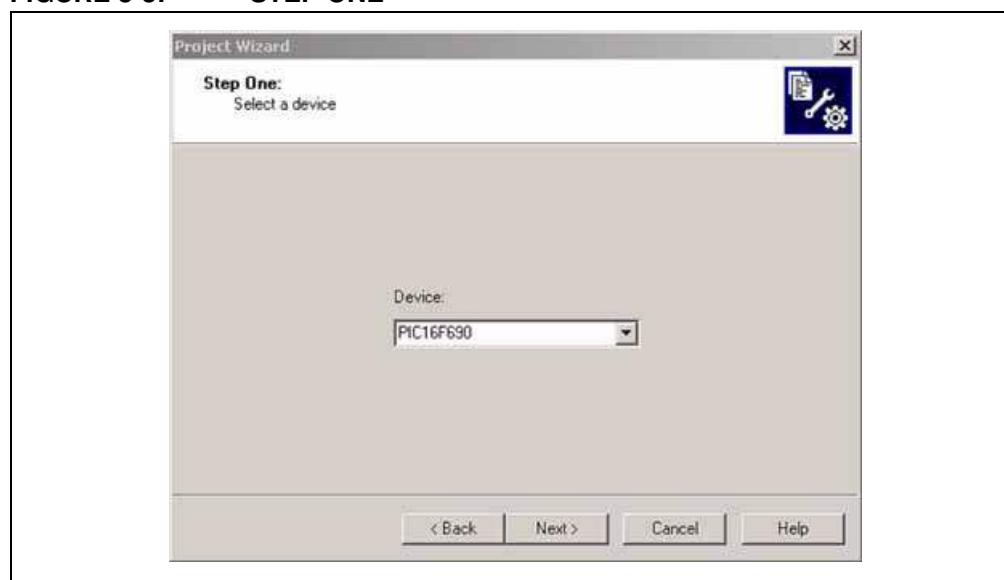 Project Wizard
Step One:
Select a device
Device:
PIC16F690
< Back Next > Cancel Help